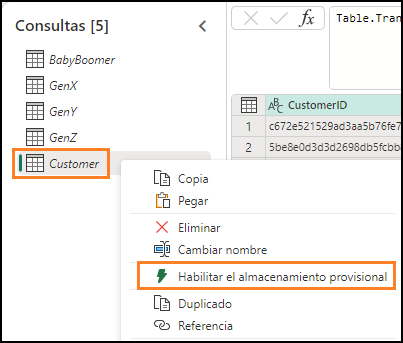 Consultas [5]
BabyBoomer
GenX
GenY
GenZ
Customer
fx
Table.Tran
ABC CustomerID
1 c672e521529ad3aa5b76fe7
2 5be8e0d3d3d2698db5fcbb
Copia
Pegar
Eliminar
Cambiar nombre
Habilitar el almacenamiento provisional
Duplicado
Referencia